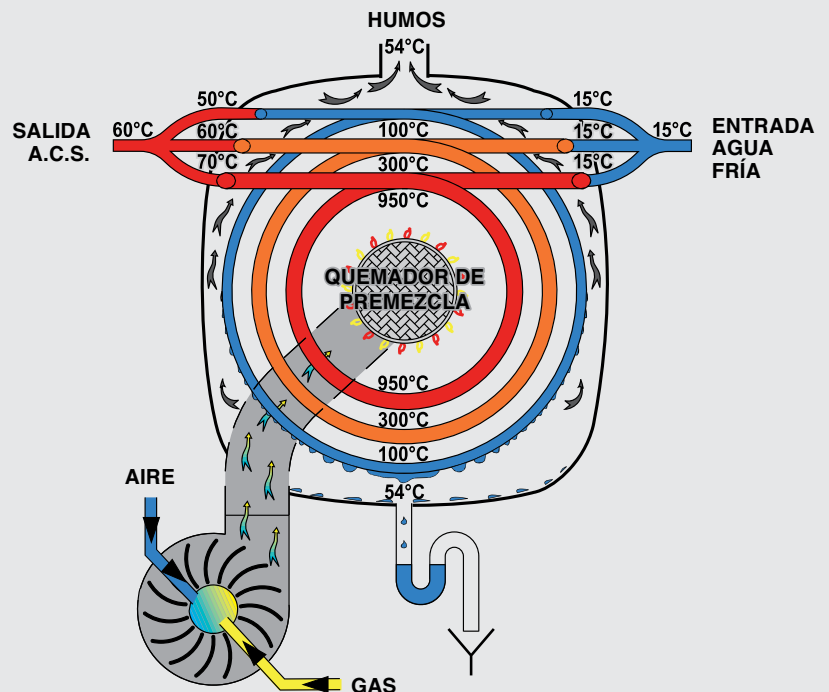 HUMOS
54°C
50°C
15°C
SALIDA
A.C.S.
60°C
60°C
100°C
15°C
15°C
ENTRADA
AGUA
FRÍA
70°C
300°C
15°C
950°C
QUEMADOR DE
PREMEZCLA
950°C
300°C
100°C
54°C
AIRE
GAS